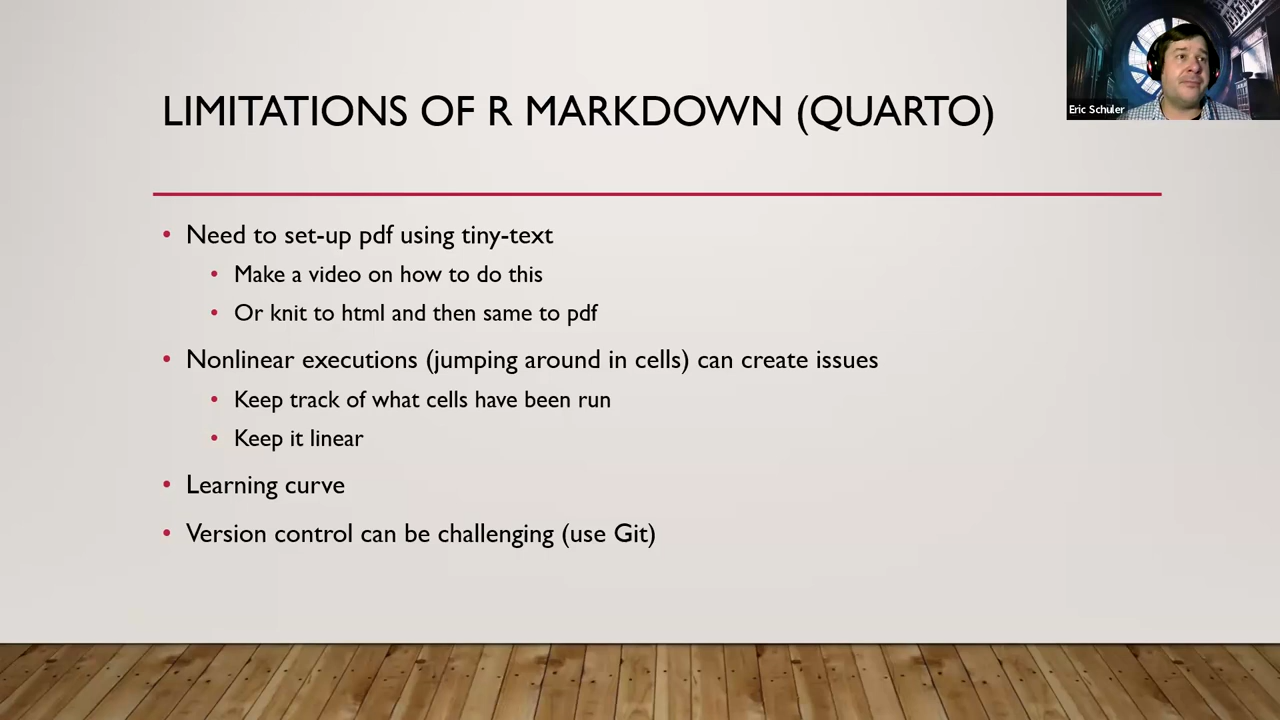 LIMITATIONS OF R MARKDOWN (QUARTO)
Eric Schuler
• Need to set-up pdf using tiny-text
• Make a video on how to do this
• Or knit to html and then same to pdf
• Nonlinear executions (jumping around in cells) can create issues
• Keep track of what cells have been run
• Keep it linear
• Learning curve
• Version control can be challenging (use Git)